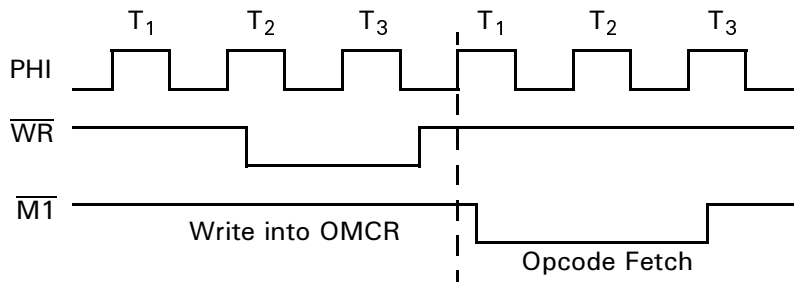 T1 T2 T3 T1 T2 T3
PHI
WR
M1
Write into OMCR
Opcode Fetch